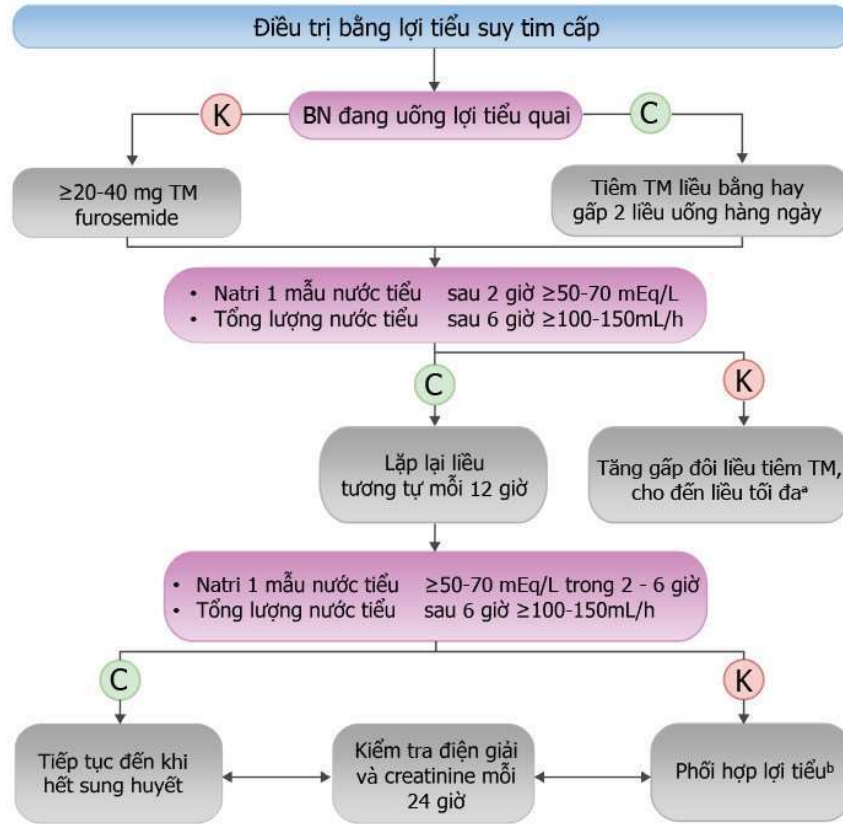 Điều trị bằng lợi tiểu suy tim cấp
K
BN đang uống lợi tiểu quai
C
≥20-40 mg TM
furosemide
Tiêm TM liều bằng hay
gấp 2 liều uống hàng ngày
• Natri 1 mẫu nước tiểu sau 2 giờ ≥50-70 mEq/L
• Tổng lượng nước tiểu sau 6 giờ ≥100-150mL/h
C
K
Lặp lại liều
tương tự mỗi 12 giờ
Tăng gấp đôi liều tiêm TM,
cho đến liều tối đaᵃ
• Natri 1 mẫu nước tiểu ≥50-70 mEq/L trong 2 - 6 giờ
• Tổng lượng nước tiểu sau 6 giờ ≥100-150mL/h
C
K
Tiếp tục đến khi
hết sung huyết
Kiểm tra điện giải
và creatinine mỗi
24 giờ
Phối hợp lợi tiểuᵇ